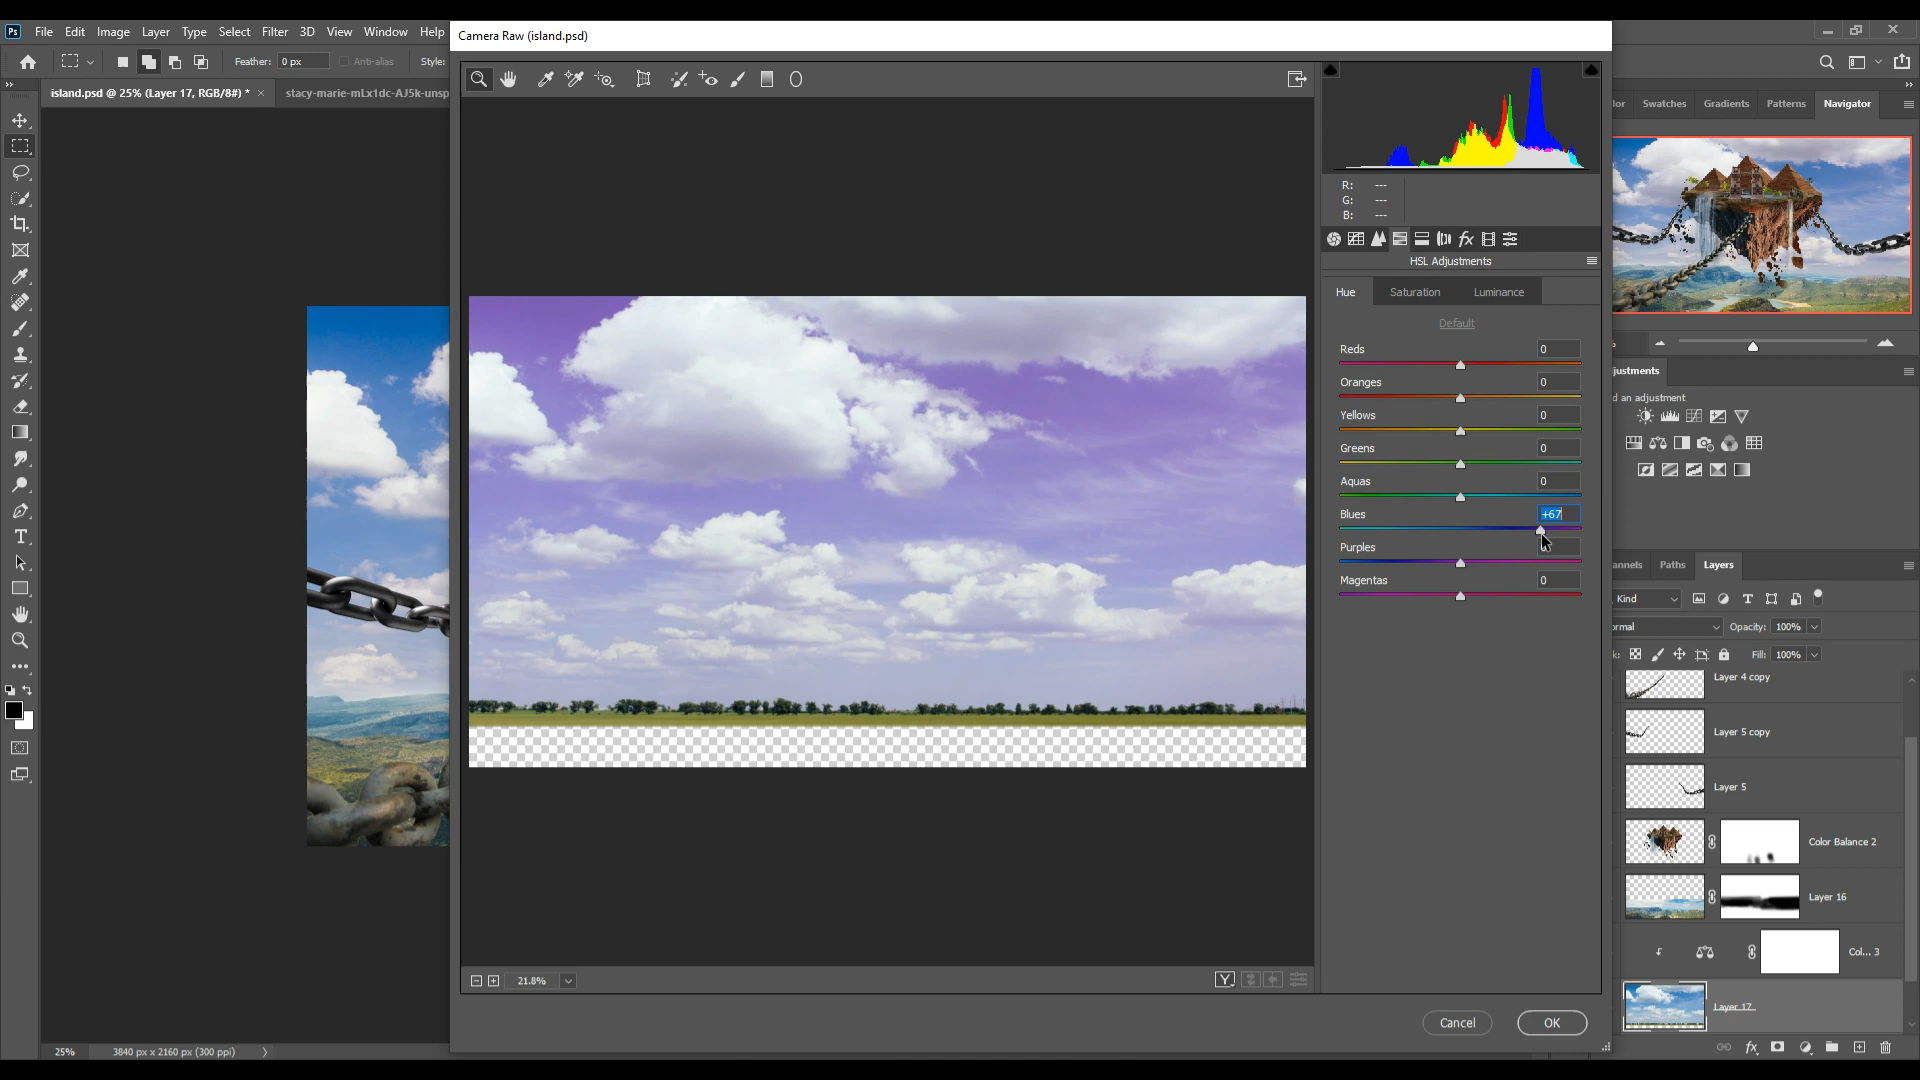 Ps File Edit Image Layer Type Select Filter 3D View Window Help
Camera Raw (island.psd)
Feather: 0 px Anti-alias Style:
island.psd @ 25% (Layer 17, RGB/8#) * ×
stacy-marie-mLx1dc-AJ5k-unsp
R: ---
G: ---
B: ---
HSL Adjustments
Hue Saturation Luminance
Default
Reds 0
Oranges 0
Yellows 0
Greens 0
Aquas 0
Blues +67
Purples
Magentas 0
21.8%
Y
Cancel OK
25% 3840 px x 2160 px (300 ppi)
lor Swatches Gradients Patterns Navigator
justments
d an adjustment
annels Paths Layers
Kind
ormal Opacity: 100%
k: Fill: 100%
Layer 4 copy
Layer 5 copy
Layer 5
Color Balance 2
Layer 16
Col... 3
Layer 17
fx